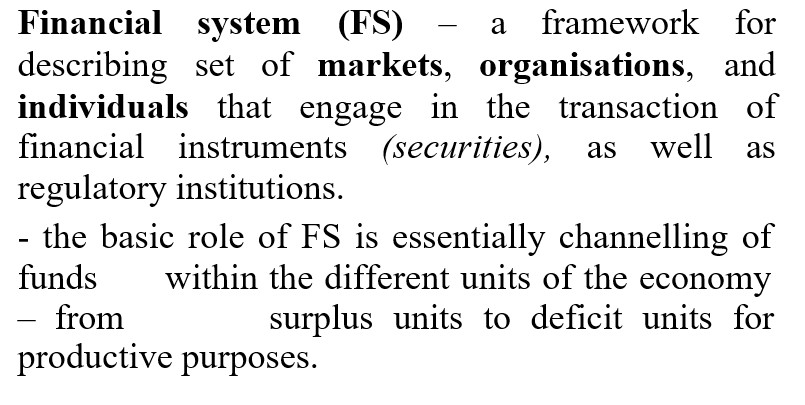 Financial system (FS) – a framework for
describing set of markets, organisations, and
individuals that engage in the transaction of
financial instruments (securities), as well as
regulatory institutions.
- the basic role of FS is essentially channelling of
funds within the different units of the economy
– from surplus units to deficit units for
productive purposes.